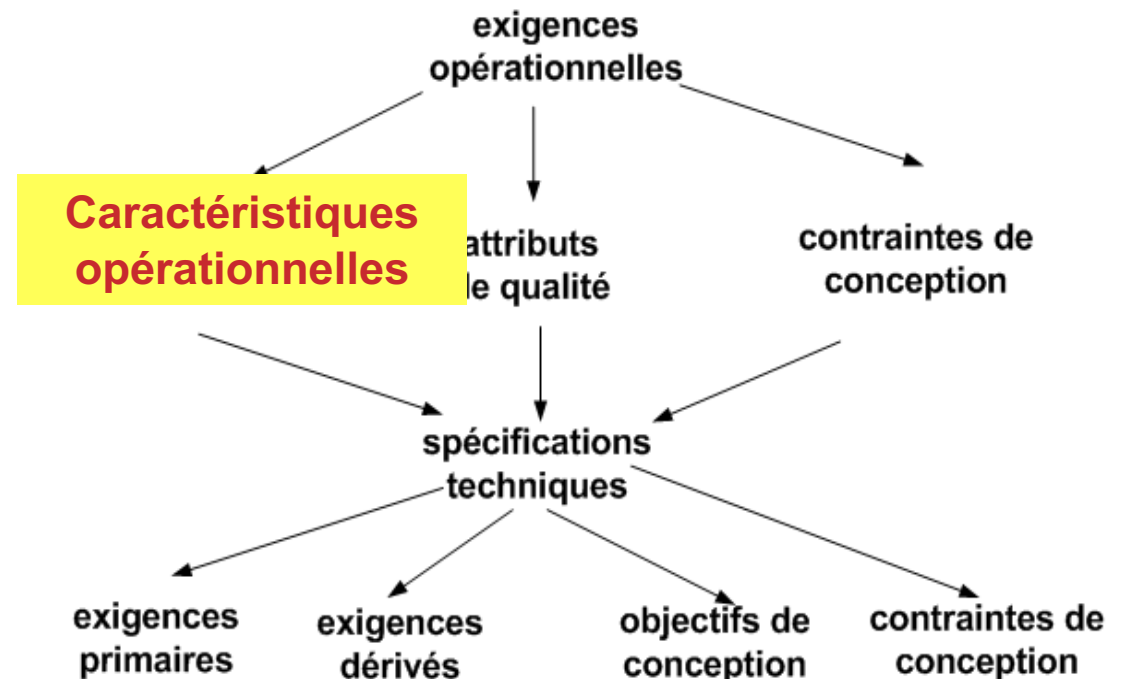 exigences
opérationnelles
Caractéristiques
opérationnelles
attributs
qualité
contraintes de
conception
spécifications
techniques
exigences
primaires
exigences
dérivés
objectifs de
conception
contraintes de
conception